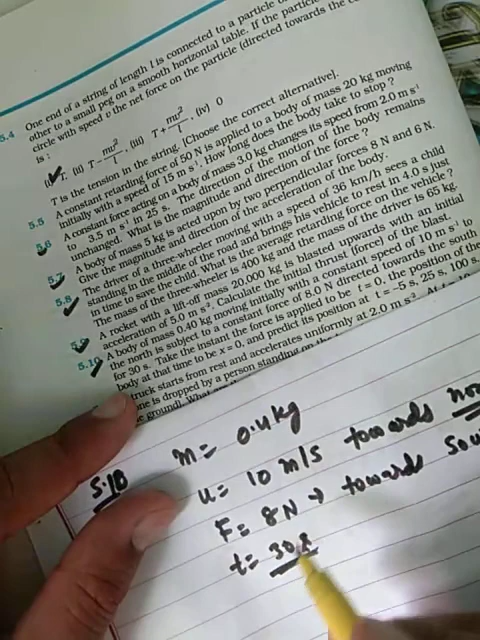 5.4 One end of a string of length l is connected to a particle
other to a small peg on a smooth horizontal table. If the particle
circle with speed v the net force on the particle (directed towards the
is :
(i) T, (ii) T - mv²/l, (iii) T + mv²/l, (iv) 0
T is the tension in the string. [Choose the correct alternative].
5.5 A constant retarding force of 50 N is applied to a body of mass 20 kg moving
initially with a speed of 15 m s⁻¹. How long does the body take to stop ?
5.6 A constant force acting on a body of mass 3.0 kg changes its speed from 2.0 m s⁻¹
to 3.5 m s⁻¹ in 25 s. The direction of the motion of the body remains
unchanged. What is the magnitude and direction of the force ?
5.7 A body of mass 5 kg is acted upon by two perpendicular forces 8 N and 6 N.
Give the magnitude and direction of the acceleration of the body.
5.8 The driver of a three-wheeler moving with a speed of 36 km/h sees a child
standing in the middle of the road and brings his vehicle to rest in 4.0 s just
in time to save the child. What is the average retarding force on the vehicle ?
The mass of the three-wheeler is 400 kg and the mass of the driver is 65 kg.
5.9 A rocket with a lift-off mass 20,000 kg is blasted upwards with an initial
acceleration of 5.0 m s⁻². Calculate the initial thrust (force) of the blast.
5.10 A body of mass 0.40 kg moving initially with a constant speed of 10 m s⁻¹ to
the north is subject to a constant force of 8.0 N directed towards the south
for 30 s. Take the instant the force is applied to be t = 0, the position of the
body at that time to be x = 0, and predict its position at t = –5 s, 25 s, 100 s.
truck starts from rest and accelerates uniformly at 2.0 m s⁻². At
is dropped by a person standing on
ground). What
5.10 m = 0.4kg
u = 10 m/s towards
F = 8N → towards
t = 30s